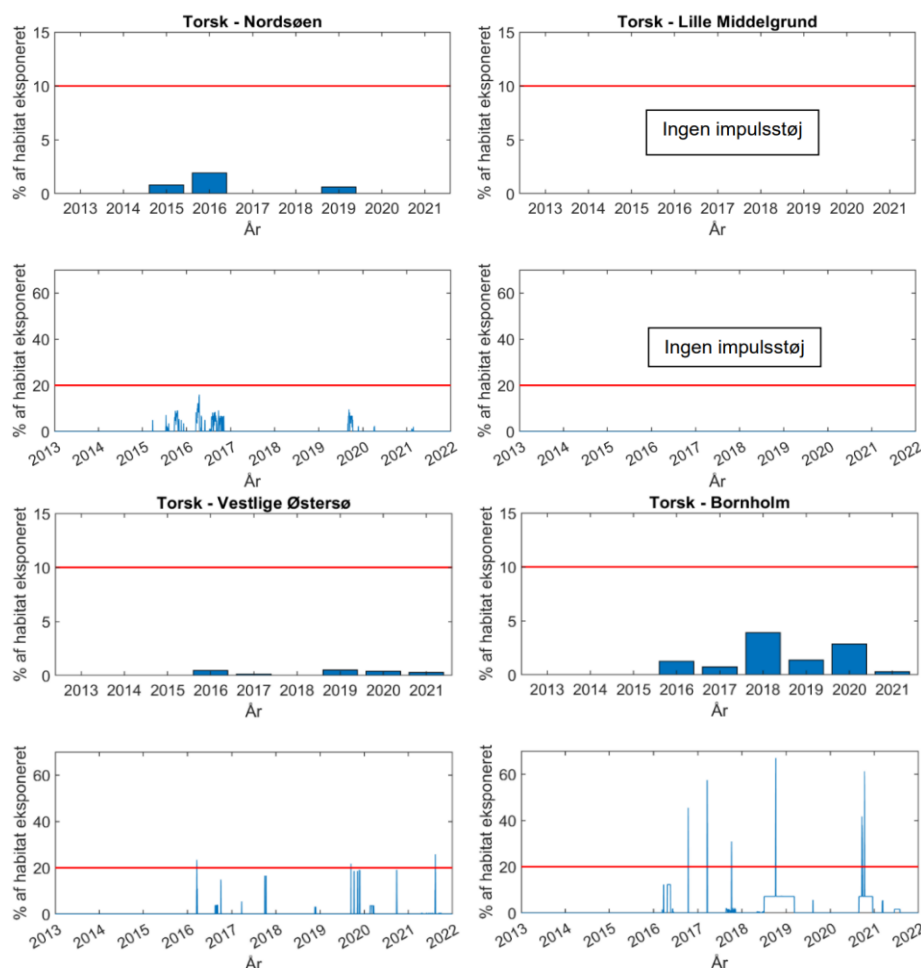 Torsk - Nordsøen
% af habitat eksponeret
15
10
5
0
2013 2014 2015 2016 2017 2018 2019 2020 2021
År
Torsk - Lille Middelgrund
% af habitat eksponeret
15
10
5
0
Ingen impulsstøj
2013 2014 2015 2016 2017 2018 2019 2020 2021
År
% af habitat eksponeret
60
40
20
0
2013 2014 2015 2016 2017 2018 2019 2020 2021 2022
År
% af habitat eksponeret
60
40
20
0
Ingen impulsstøj
2013 2014 2015 2016 2017 2018 2019 2020 2021 2022
År
Torsk - Vestlige Østersø
% af habitat eksponeret
15
10
5
0
2013 2014 2015 2016 2017 2018 2019 2020 2021
År
Torsk - Bornholm
% af habitat eksponeret
15
10
5
0
2013 2014 2015 2016 2017 2018 2019 2020 2021
År
% af habitat eksponeret
60
40
20
0
2013 2014 2015 2016 2017 2018 2019 2020 2021 2022
År
% af habitat eksponeret
60
40
20
0
2013 2014 2015 2016 2017 2018 2019 2020 2021 2022
År